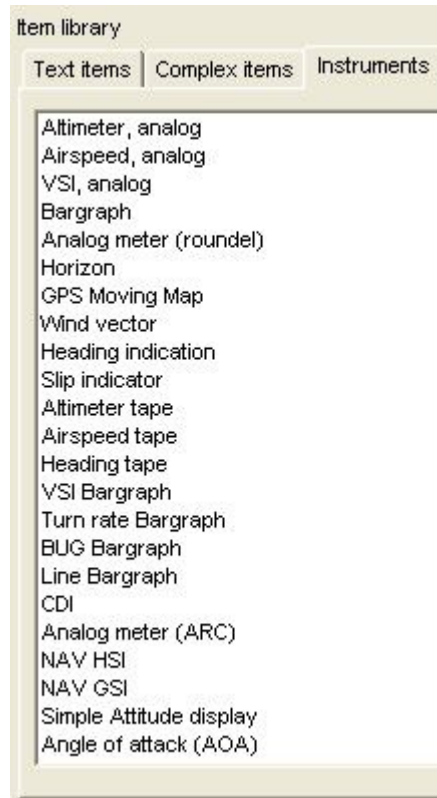 Item library
Text items Complex items Instruments
Altimeter, analog
Airspeed, analog
VSI, analog
Bargraph
Analog meter (roundel)
Horizon
GPS Moving Map
Wind vector
Heading indication
Slip indicator
Altimeter tape
Airspeed tape
Heading tape
VSI Bargraph
Turn rate Bargraph
BUG Bargraph
Line Bargraph
CDI
Analog meter (ARC)
NAV HSI
NAV GSI
Simple Attitude display
Angle of attack (AOA)